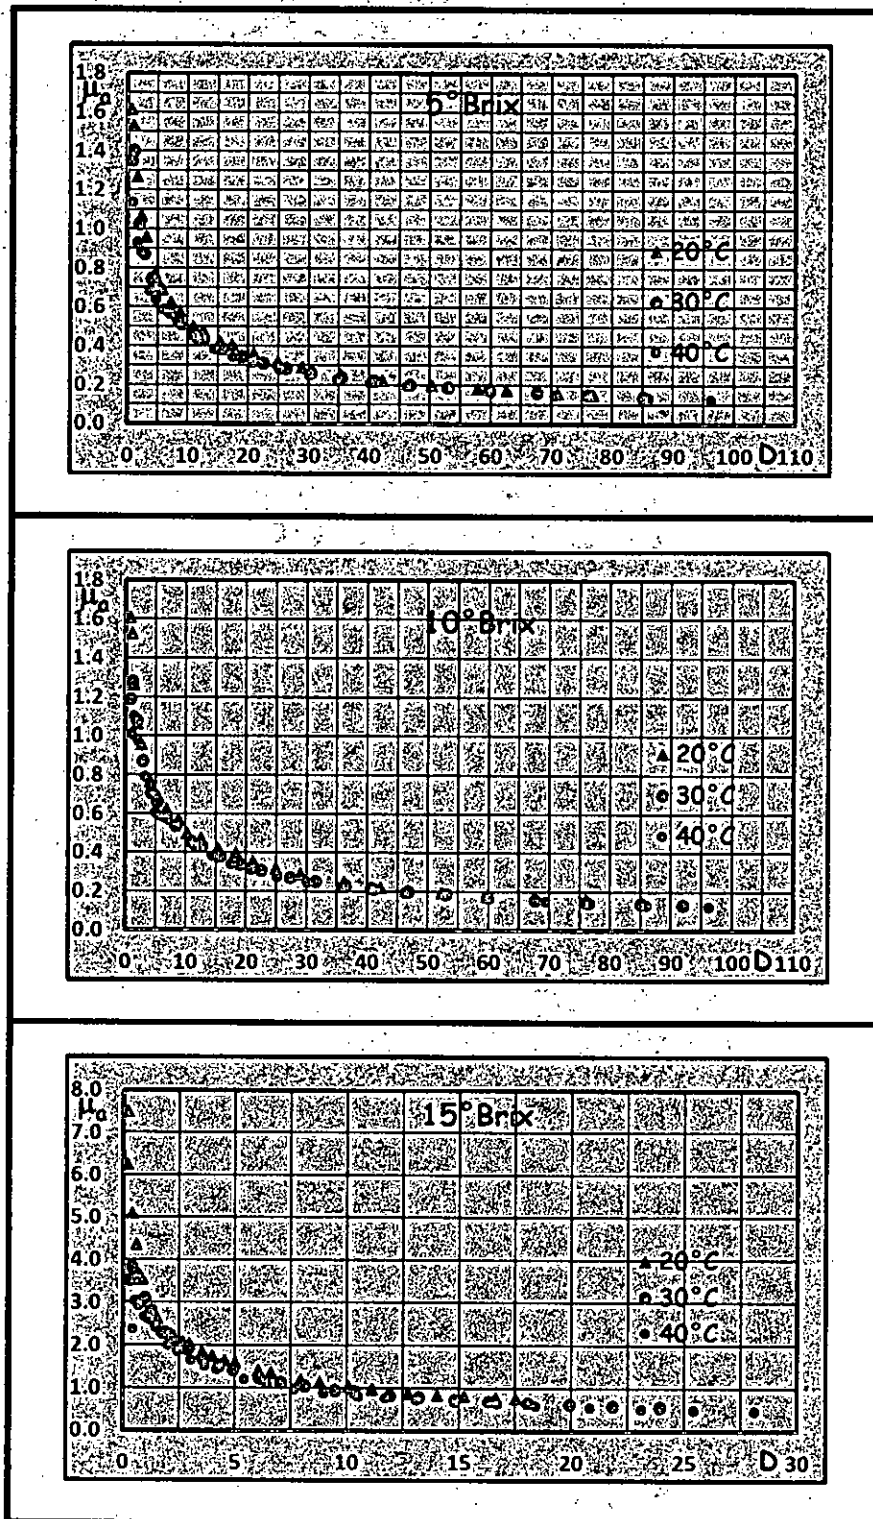 1.8
μa
5°Brix
1.6
1.4
1.2
1.0
▲ 20°C
0.8
0.6
○ 30°C
0.4
○ 40°C
0.2
0.0
0 10 20 30 40 50 60 70 80 90 100 D 110
1.8
μa
10°Brix
1.6
1.4
1.2
1.0
▲ 20°C
0.8
○ 30°C
0.6
○ 40°C
0.4
0.2
0.0
0 10 20 30 40 50 60 70 80 90 100 D 110
8.0
μa
15°Brix
7.0
6.0
5.0
4.0
▲ 20°C
3.0
○ 30°C
2.0
● 40°C
1.0
0.0
0 5 10 15 20 25 D 30